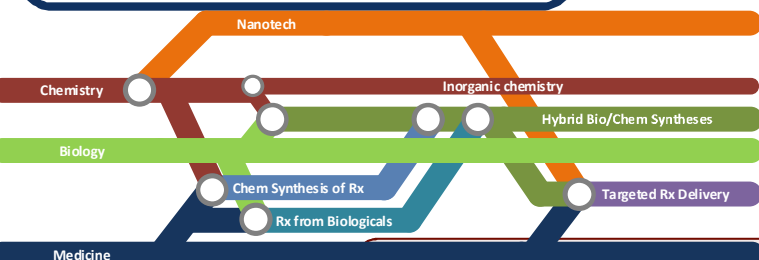 Nanotech
Chemistry
Inorganic chemistry
Hybrid Bio/Chem Syntheses
Biology
Chem Synthesis of Rx
Targeted Rx Delivery
Rx from Biologicals
Medicine